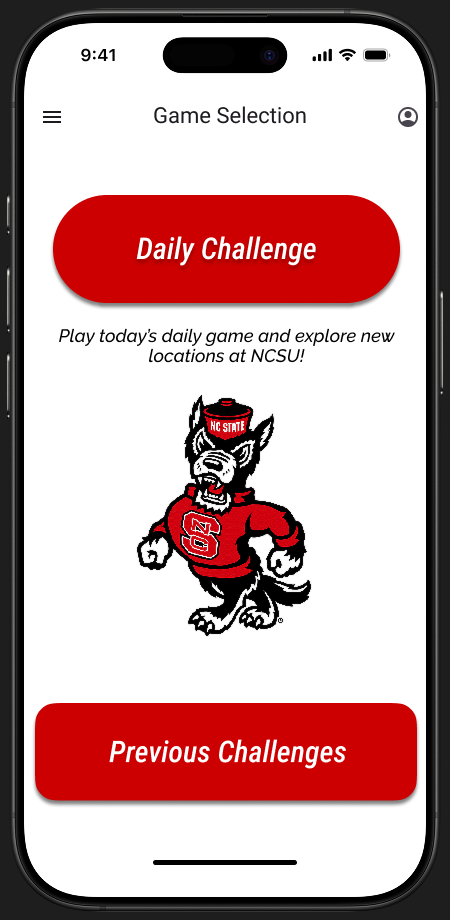 9:41
Game Selection
Daily Challenge
Play today's daily game and explore new
locations at NCSU!
NC STATE
NCS
®
Previous Challenges